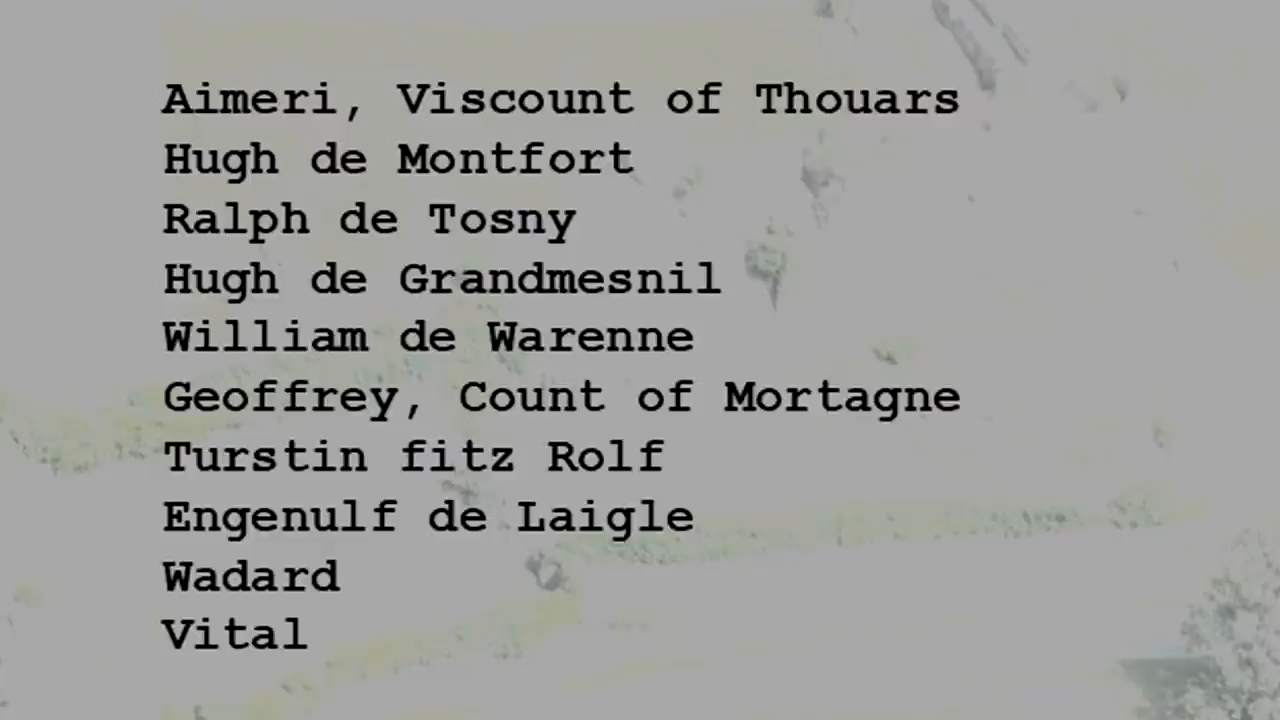 Aimeri, Viscount of Thouars
Hugh de Montfort
Ralph de Tosny
Hugh de Grandmesnil
William de Warenne
Geoffrey, Count of Mortagne
Turstin fitz Rolf
Engenulf de Laigle
Wadard
Vital